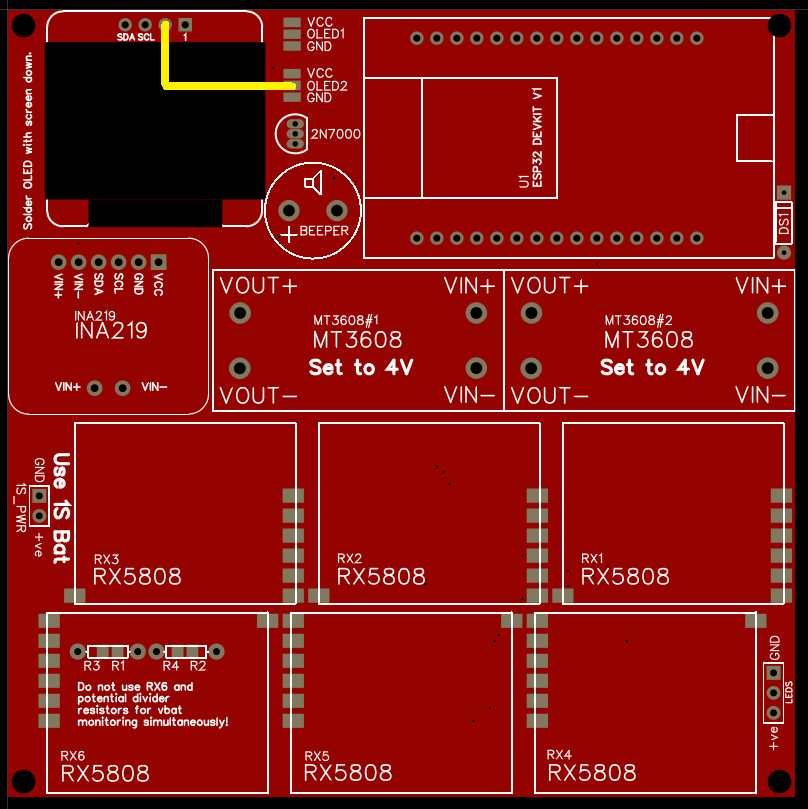 SDA SCL 1
VCC
OLED1
GND
VCC
OLED2
GND
2N7000
Solder OLED with screen down.
BEEPER
U1
ESP32 DEVKIT V1
DS1
VIN+ VIN- SDA SCL GND VCC
INA219
INA219
VIN+ VIN-
VOUT+ VIN+
MT3608#1
MT3608
Set to 4V
VOUT- VIN-
VOUT+ VIN+
MT3608#2
MT3608
Set to 4V
VOUT- VIN-
GND
1S_PWR
+ve
Use 1S Bat
RX3
RX5808
RX2
RX5808
RX1
RX5808
R3 R1 R4 R2
Do not use RX6 and
potential divider
resistors for vbat
monitoring simultaneously!
RX6
RX5808
RX5
RX5808
RX4
RX5808
GND
LEDS
+ve